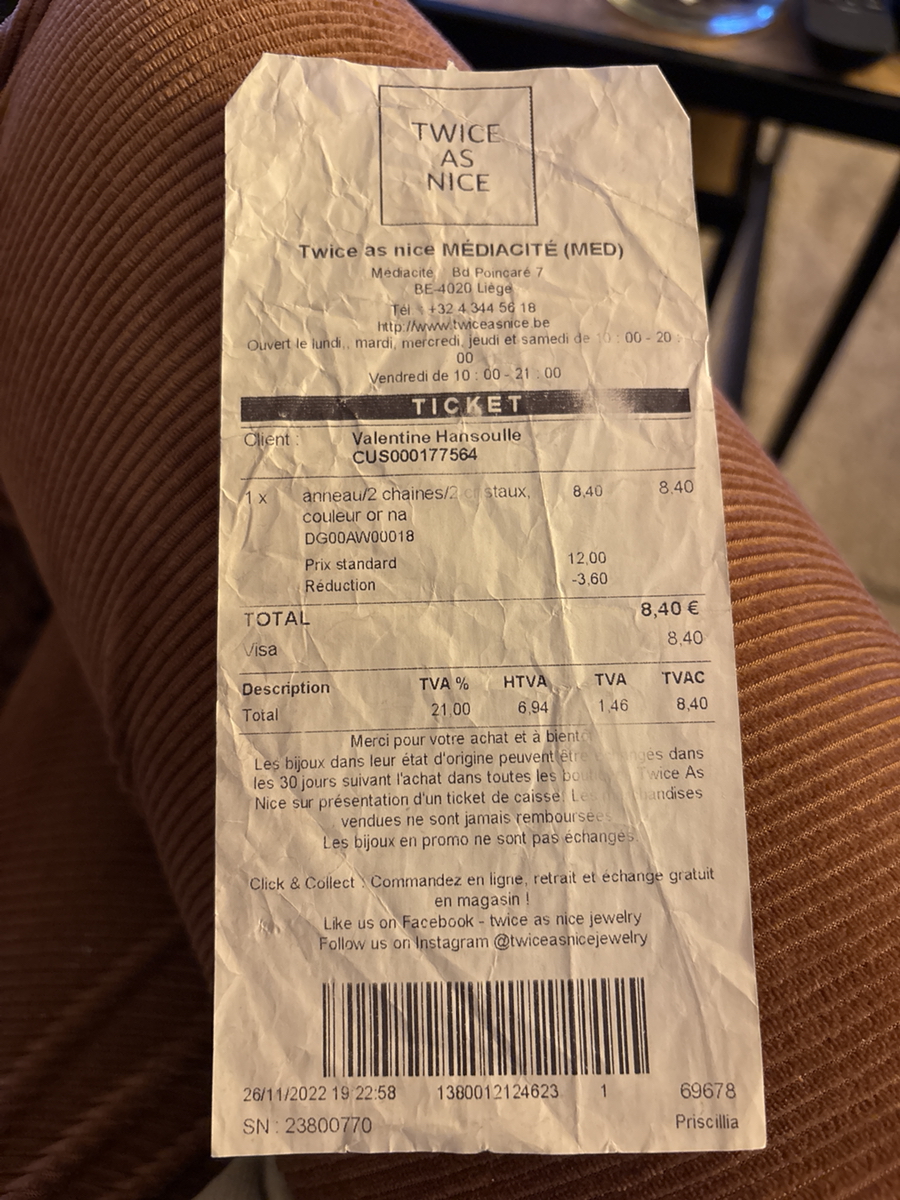 TWICE
AS
NICE
Twice as nice MÉDIACITÉ (MED)
Médiacité Bd Poincaré 7
BE-4020 Liège
Tél : +32 4 344 56 18
http://www.twiceasnice.be
Ouvert le lundi,, mardi, mercredi, jeudi et samedi de 10 : 00 - 20 :
00
Vendredi de 10 : 00 - 21 : 00
TICKET
Client : Valentine Hansoulle
CUS000177564
1 x anneau/2 chaines/2 cristaux, 8,40 8,40
couleur or na
DG00AW00018
Prix standard 12,00
Réduction -3,60
TOTAL 8,40 €
Visa 8,40
Description TVA % HTVA TVA TVAC
Total 21,00 6,94 1,46 8,40
Merci pour votre achat et à bientôt
Les bijoux dans leur état d'origine peuvent être échangés dans
les 30 jours suivant l'achat dans toutes les Twice As
Nice sur présentation d'un ticket de caisse. Les marchandises
vendues ne sont jamais remboursées
Les bijoux en promo ne sont pas échangés.
Click & Collect : Commandez en ligne, retrait et échange gratuit
en magasin !
Like us on Facebook - twice as nice jewelry
Follow us on Instagram @twiceasnicejewelry
26/11/2022 19:22:58 1380012124623 1 69678
SN : 23800770 Priscillia